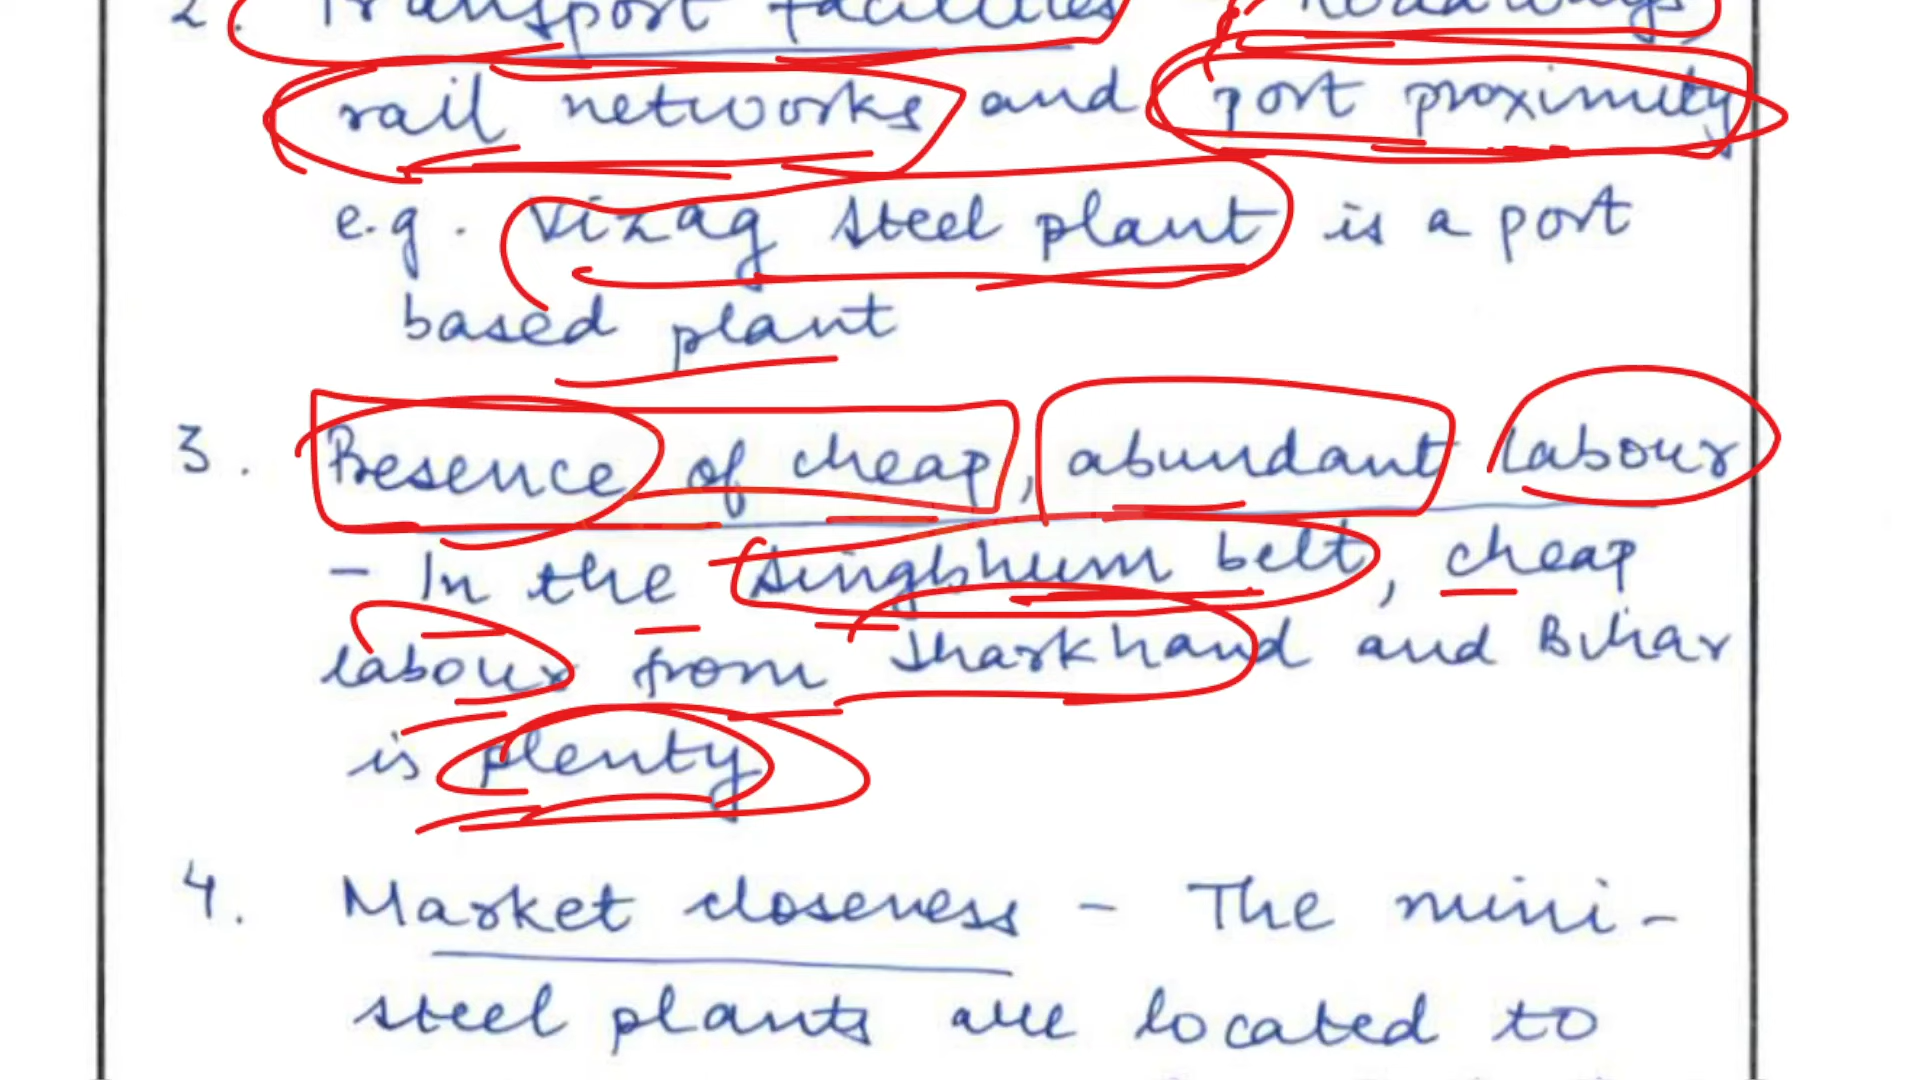 2. Transport facilities - Roadways
rail networks and port proximity
e.g. Vizag steel plant is a port
based plant
3. Presence of cheap, abundant labour
- In the Singbhum belt, cheap
labour from Jharkhand and Bihar
is plenty
4. Market closeness - The mini-
steel plants are located to